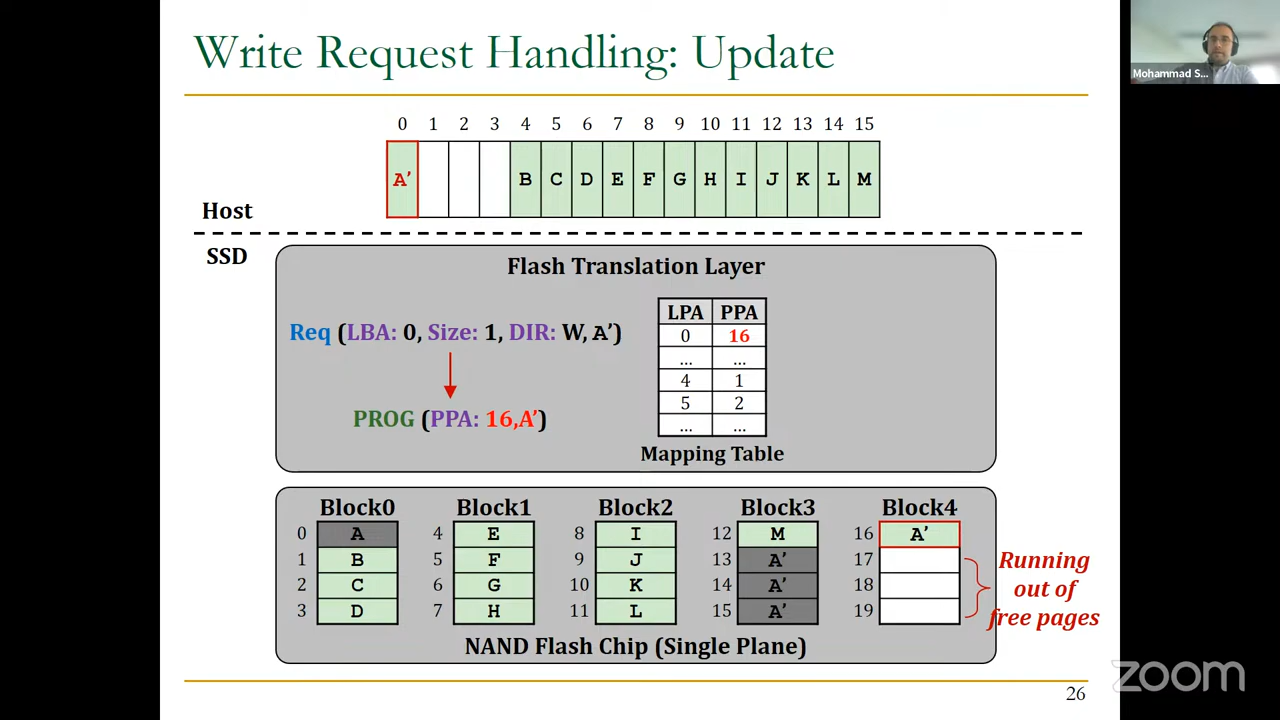 Write Request Handling: Update
Mohammad S...
0 1 2 3 4 5 6 7 8 9 10 11 12 13 14 15
A' B C D E F G H I J K L M
Host
SSD
Flash Translation Layer
Req (LBA: 0, Size: 1, DIR: W, A')
PROG (PPA: 16,A')
LPA PPA
0 16
... ...
4 1
5 2
... ...
Mapping Table
Block0 Block1 Block2 Block3 Block4
0 A 4 E 8 I 12 M 16 A'
1 B 5 F 9 J 13 A' 17
2 C 6 G 10 K 14 A' 18
3 D 7 H 11 L 15 A' 19
Running
out of
free pages
NAND Flash Chip (Single Plane)
zoom
26